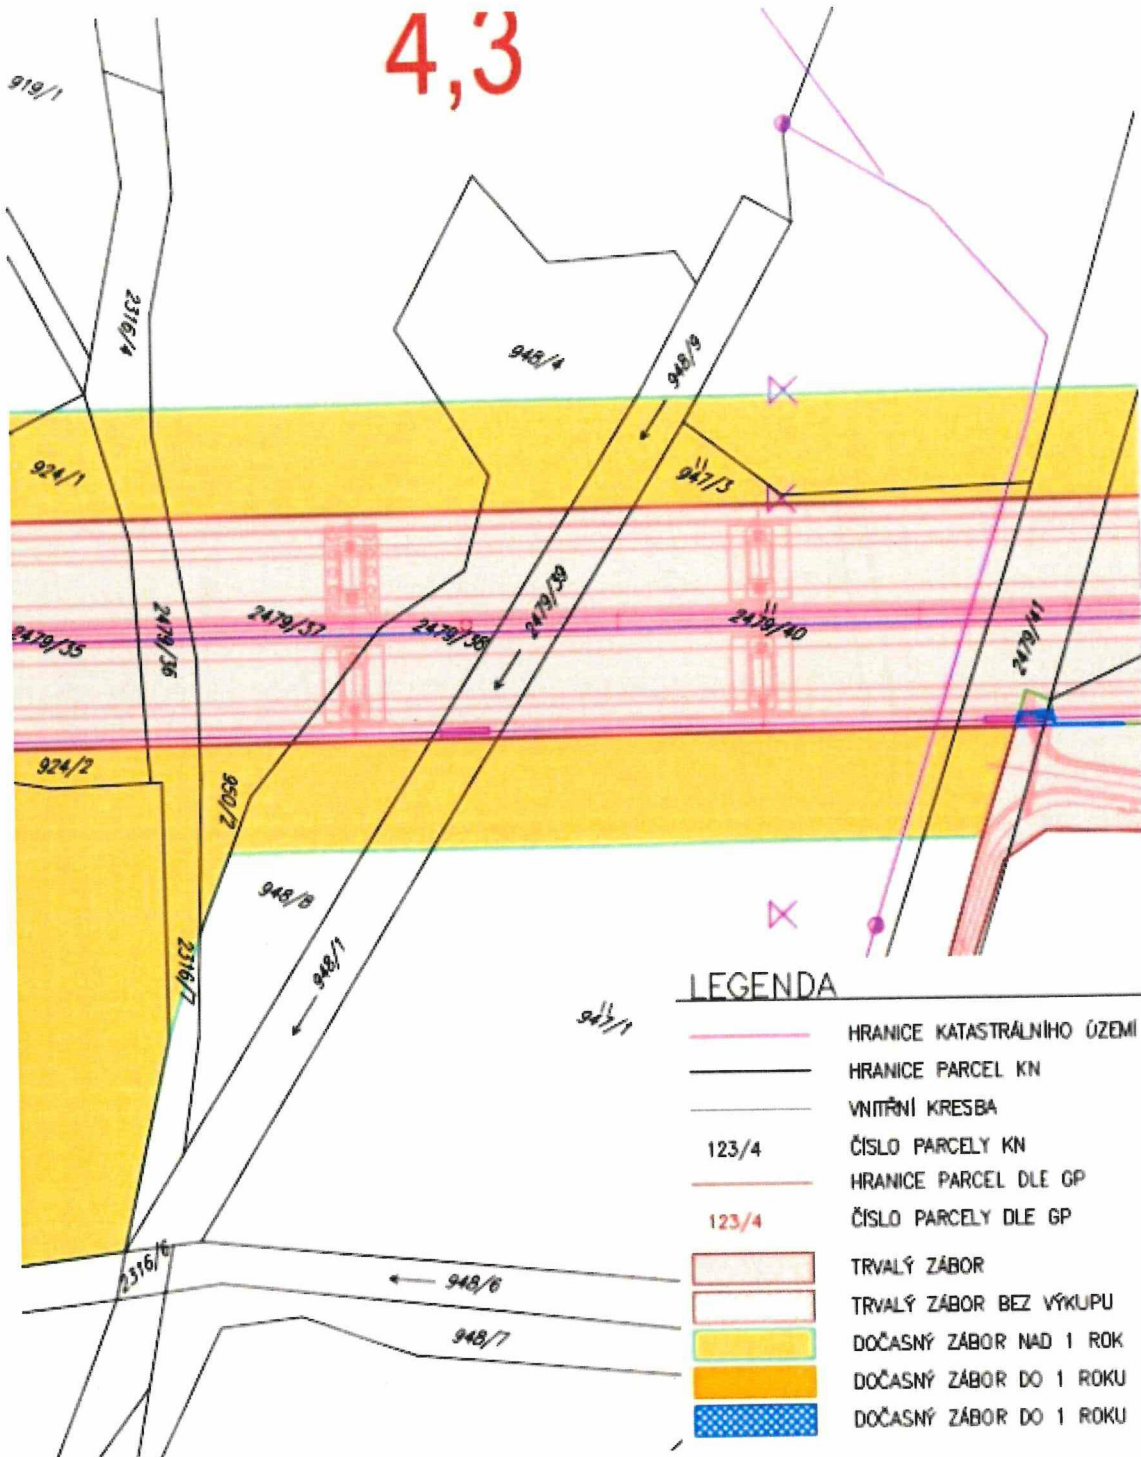 4,3
919/1
2316/4
948/4
948/9
924/1
947/3
2479/35
2479/36
2479/37
2479/38
2479/39
2479/40
2479/41
924/2
950/2
948/8
2316/7
948/1
947/1
2316/6
948/6
948/7
LEGENDA
HRANICE KATASTRÁLNÍHO ÚZEMÍ
HRANICE PARCEL KN
VNITŘNÍ KRESBA
123/4 ČÍSLO PARCELY KN
HRANICE PARCEL DLE GP
123/4 ČÍSLO PARCELY DLE GP
TRVALÝ ZÁBOR
TRVALÝ ZÁBOR BEZ VÝKUPU
DOČASNÝ ZÁBOR NAD 1 ROK
DOČASNÝ ZÁBOR DO 1 ROKU
DOČASNÝ ZÁBOR DO 1 ROKU